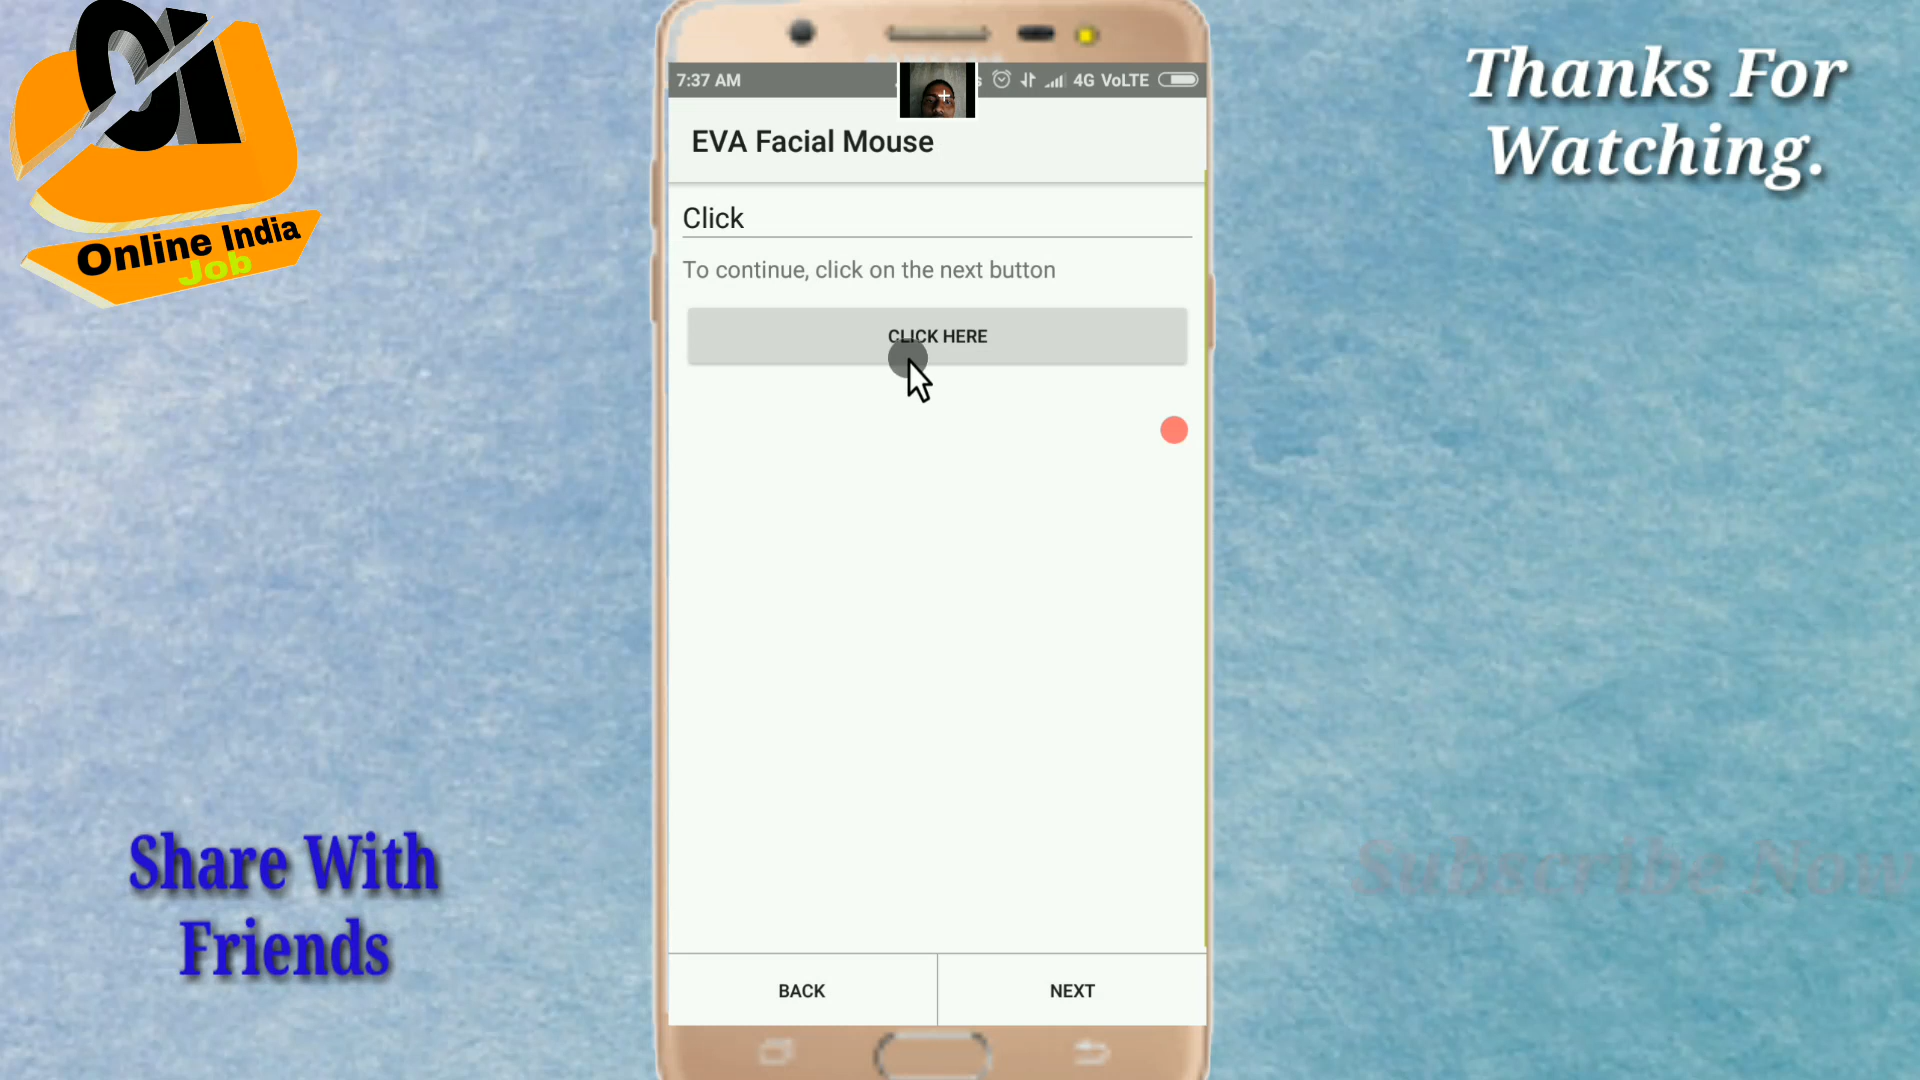 OI
Online India
Job
Thanks For
Watching.
7:37 AM
4G VoLTE
EVA Facial Mouse
Click
To continue, click on the next button
CLICK HERE
Share With
Friends
Subscribe Now
BACK
NEXT